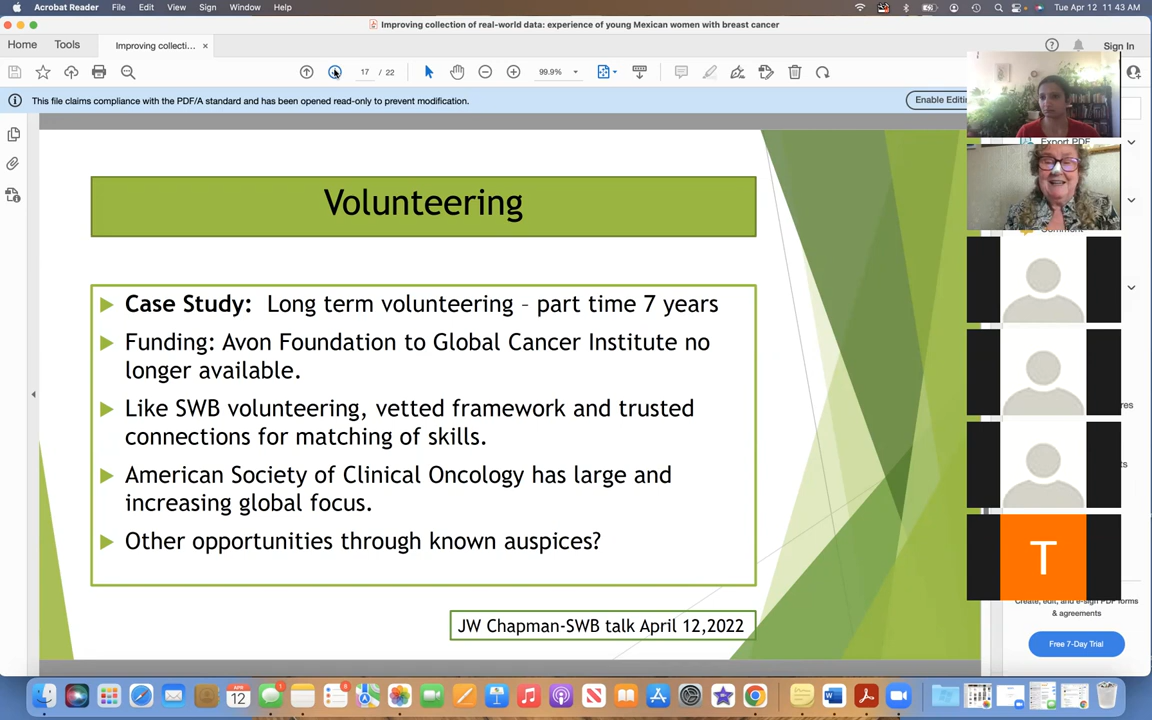 Acrobat Reader File Edit View Sign Window Help Tue Apr 12 11:43 AM
Improving collection of real-world data: experience of young Mexican women with breast cancer
Home Tools Improving collecti... × Sign In
17 / 22 99.9%
This file claims compliance with the PDF/A standard and has been opened read-only to prevent modification. Enable Editin
Export PDF
Volunteering
Case Study: Long term volunteering – part time 7 years
Funding: Avon Foundation to Global Cancer Institute no
longer available.
Like SWB volunteering, vetted framework and trusted
connections for matching of skills.
American Society of Clinical Oncology has large and
increasing global focus.
Other opportunities through known auspices?
JW Chapman-SWB talk April 12,2022
T
Create, edit, and e-sign PDF forms
& agreements
Free 7-Day Trial